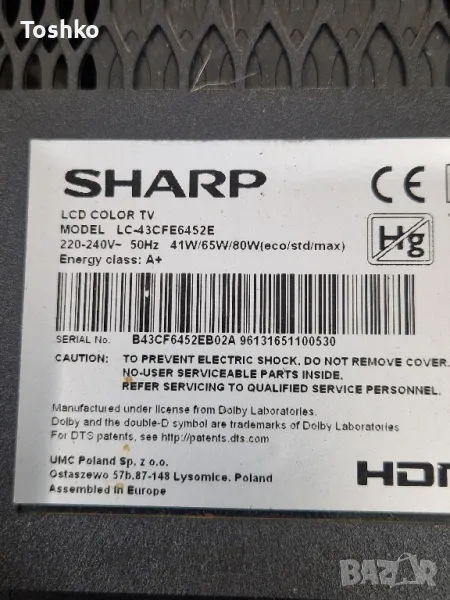 Toshko
SHARP
CE
LCD COLOR TV
MODEL LC-43CFE6452E
220-240V~ 50Hz 41W/65W/80W(eco/std/max)
Energy class: A+
Hg
SERIAL No. B43CF6452EB02A 96131651100530
CAUTION: TO PREVENT ELECTRIC SHOCK, DO NOT REMOVE COVER.
NO-USER SERVICEABLE PARTS INSIDE.
REFER SERVICING TO QUALIFIED SERVICE PERSONNEL.
Manufactured under license from Dolby Laboratories.
Dolby and the double-D symbol are trademarks of Dolby Laboratories.
For DTS patents, see http://patents.dts.com
UMC Poland Sp. z o.o.
Ostaszewo 57b,87-148 Lysomice, Poland
Assembled in Europe
HDM
BAZAR